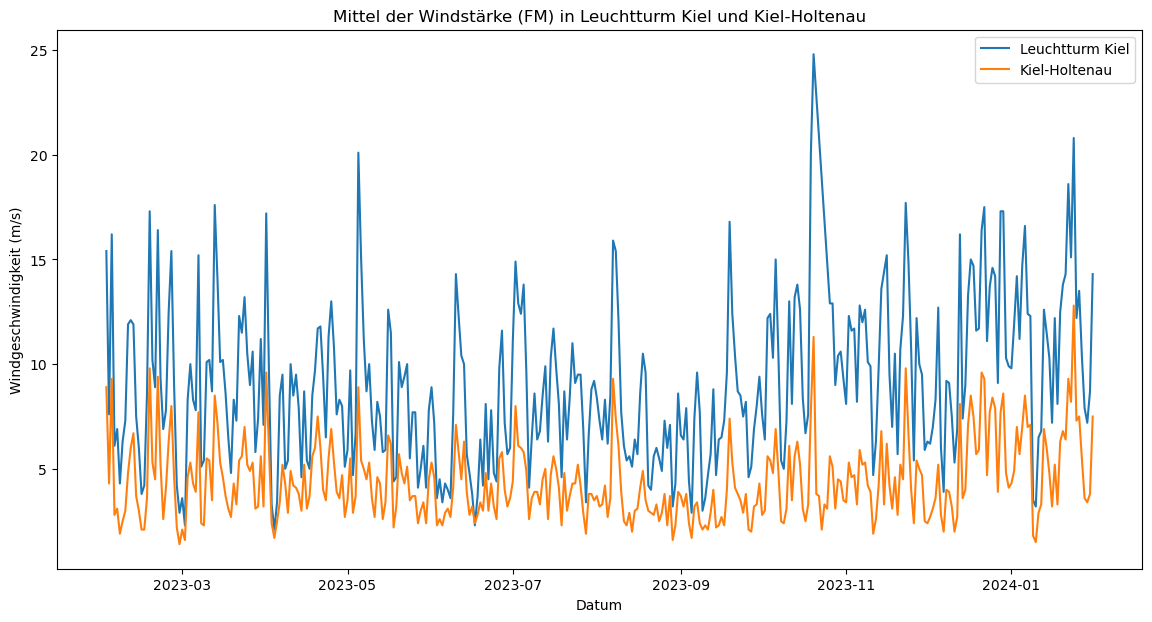 Mittel der Windstärke (FM) in Leuchtturm Kiel und Kiel-Holtenau
Leuchtturm Kiel
Kiel-Holtenau
Windgeschwindigkeit (m/s)
25
20
15
10
5
2023-03
2023-05
2023-07
2023-09
2023-11
2024-01
Datum